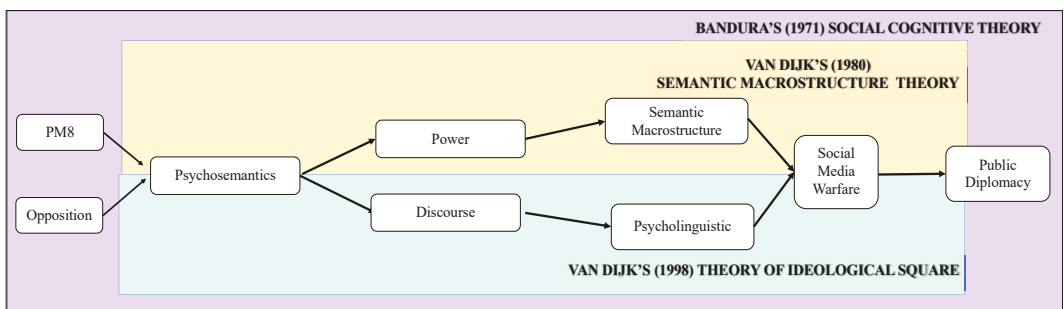 BANDURA'S (1971) SOCIAL COGNITIVE THEORY
VAN DIJK'S (1980)
SEMANTIC MACROSTRUCTURE THEORY
PM8
Opposition
Psychosemantics
Power
Discourse
Semantic
Macrostructure
Psycholinguistic
Social
Media
Warfare
Public
Diplomacy
VAN DIJK'S (1998) THEORY OF IDEOLOGICAL SQUARE